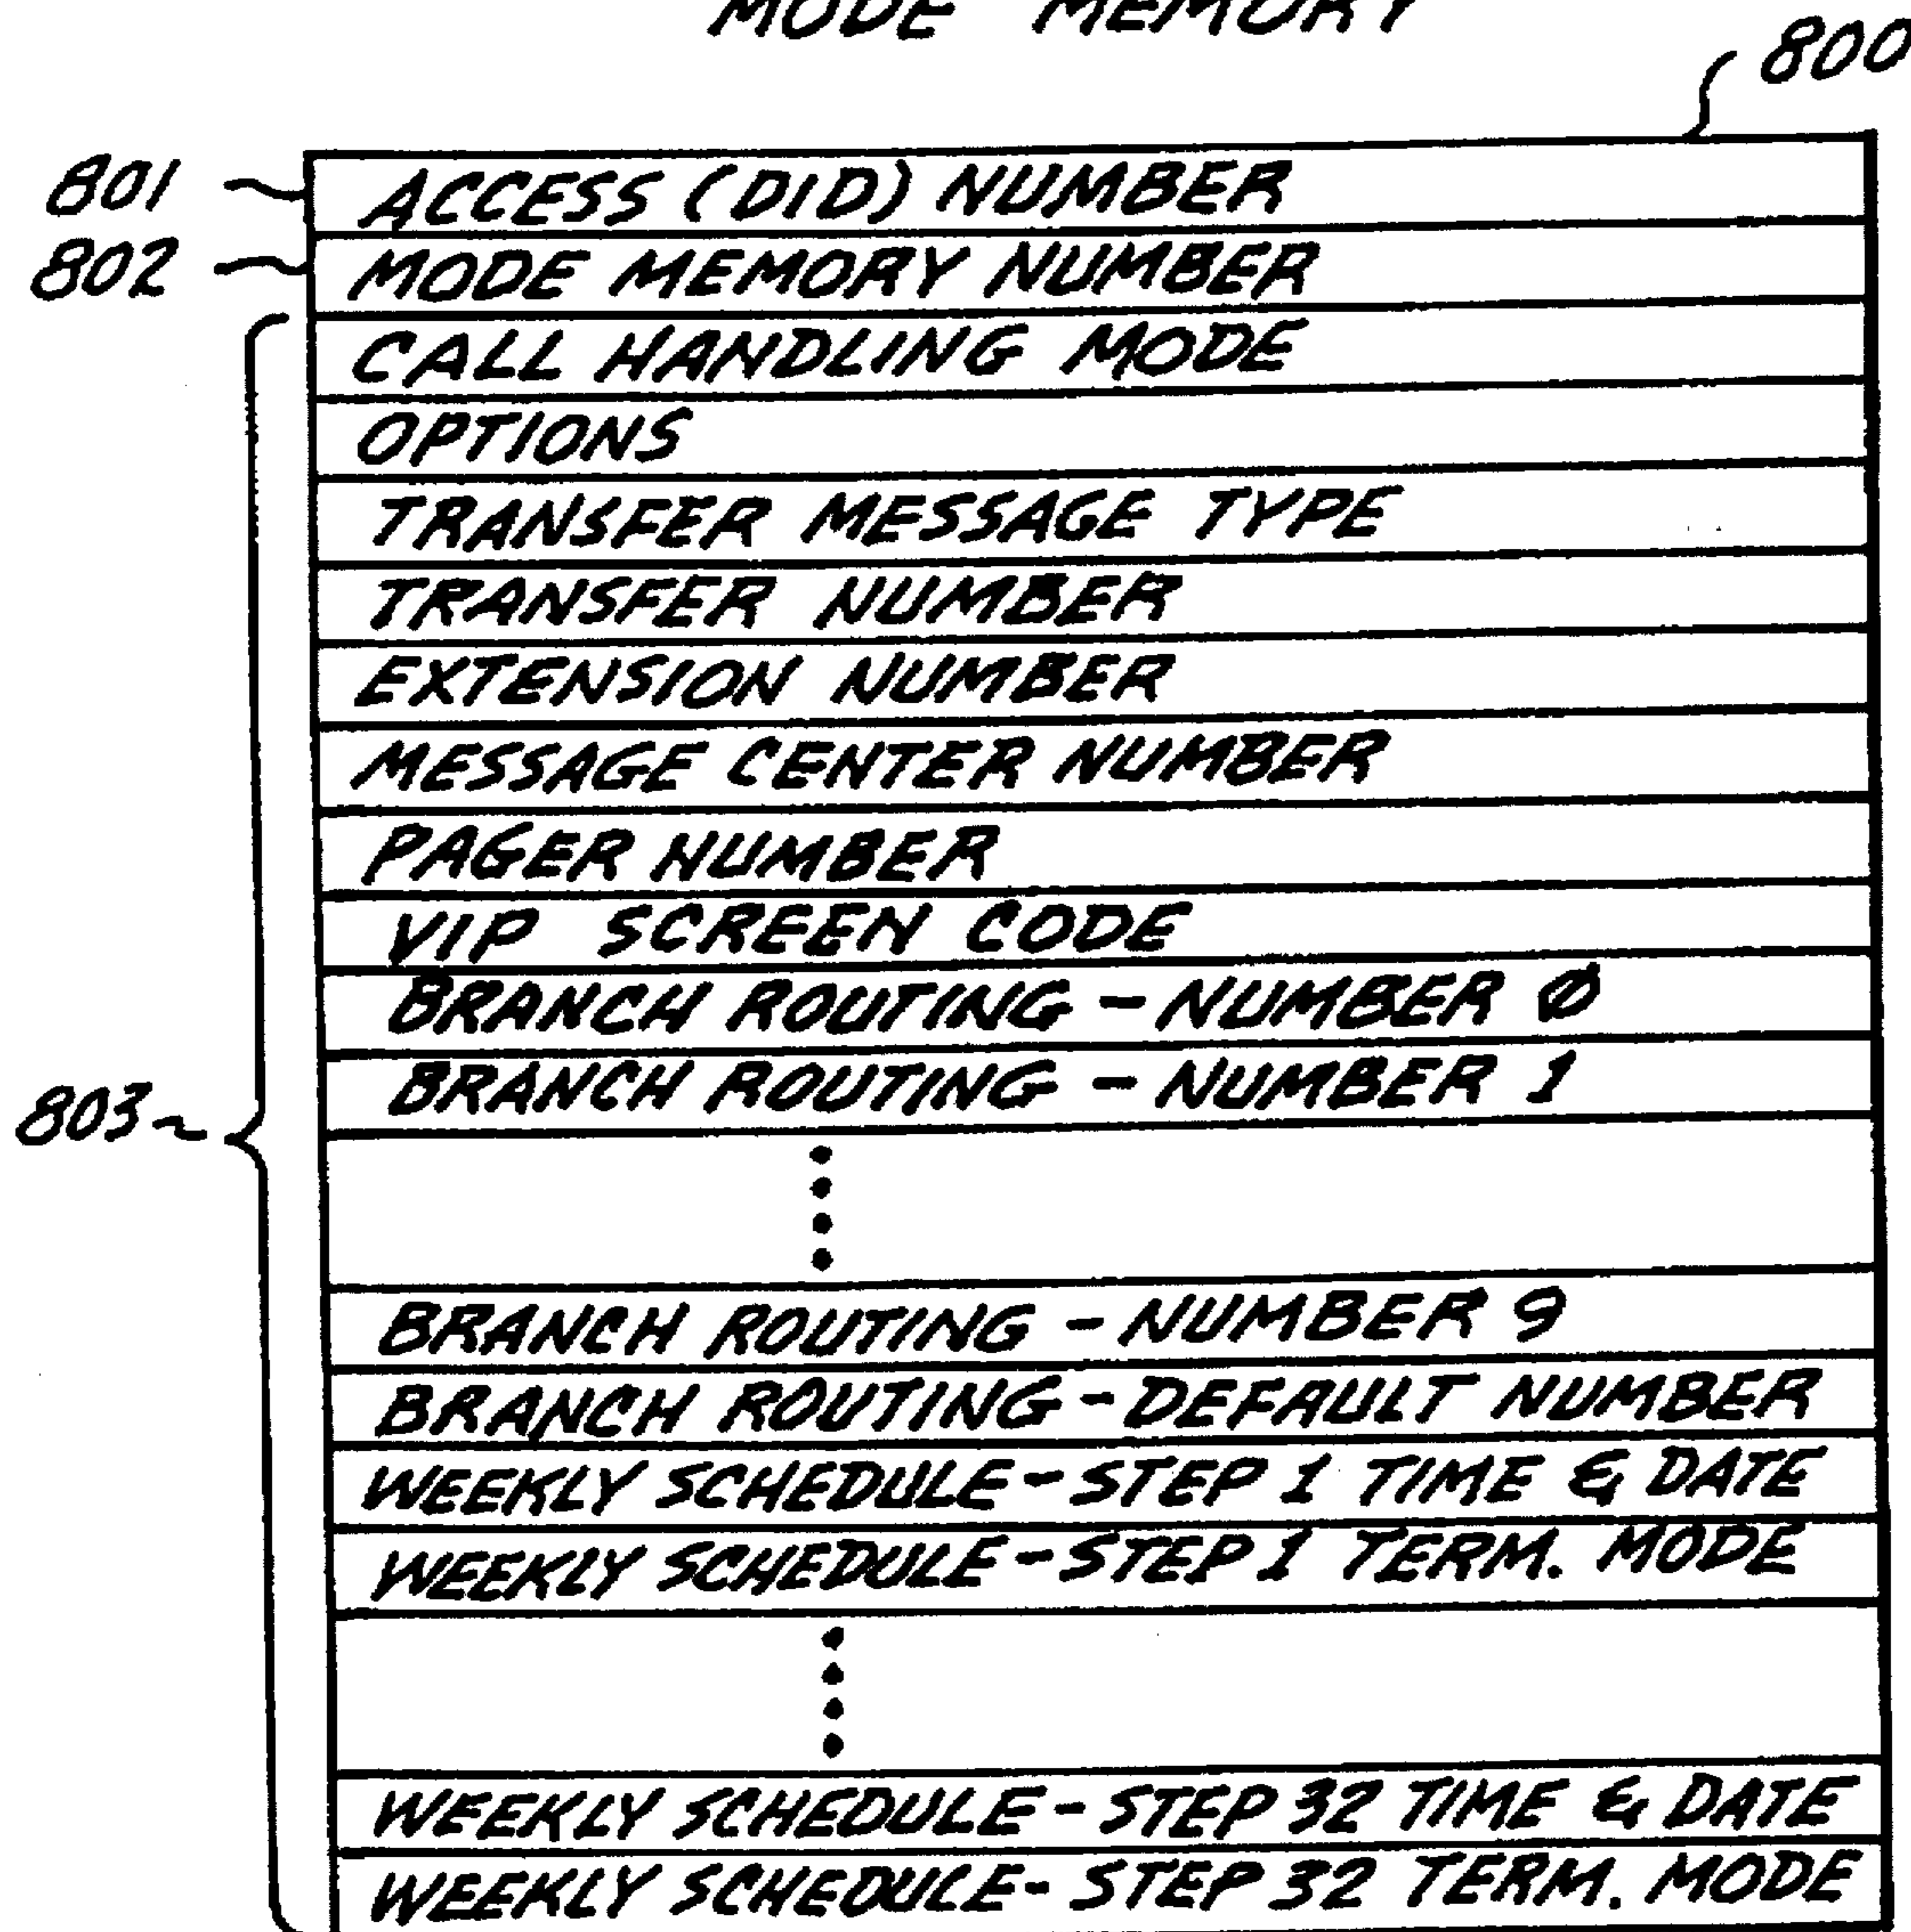 MODE MEMORY
800
801 ACCESS (DID) NUMBER
802 MODE MEMORY NUMBER
CALL HANDLING MODE
OPTIONS
TRANSFER MESSAGE TYPE
TRANSFER NUMBER
EXTENSION NUMBER
MESSAGE CENTER NUMBER
PAGER NUMBER
VIP SCREEN CODE
BRANCH ROUTING - NUMBER 0
803 BRANCH ROUTING - NUMBER 1
BRANCH ROUTING - NUMBER 9
BRANCH ROUTING - DEFAULT NUMBER
WEEKLY SCHEDULE - STEP 1 TIME & DATE
WEEKLY SCHEDULE - STEP 1 TERM. MODE
WEEKLY SCHEDULE - STEP 32 TIME & DATE
WEEKLY SCHEDULE - STEP 32 TERM. MODE